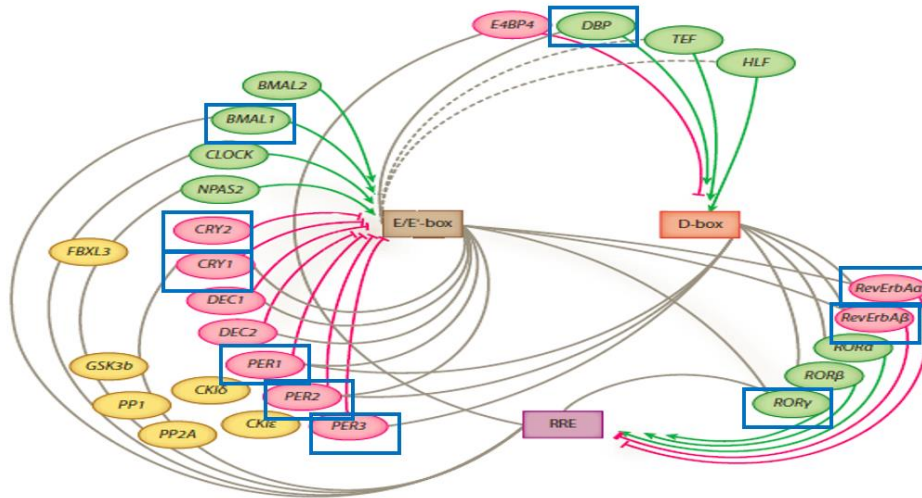 E4BP4
DBP
TEF
HLF
BMAL2
BMAL1
CLOCK
NPAS2
E/E'-box
D-box
CRY2
FBXL3
CRY1
DEC1
DEC2
RevErbAα
RevErbAβ
RORα
RORβ
RORγ
PER1
GSK3b
CKIδ
PER2
PP1
CKIε
PER3
PP2A
RRE